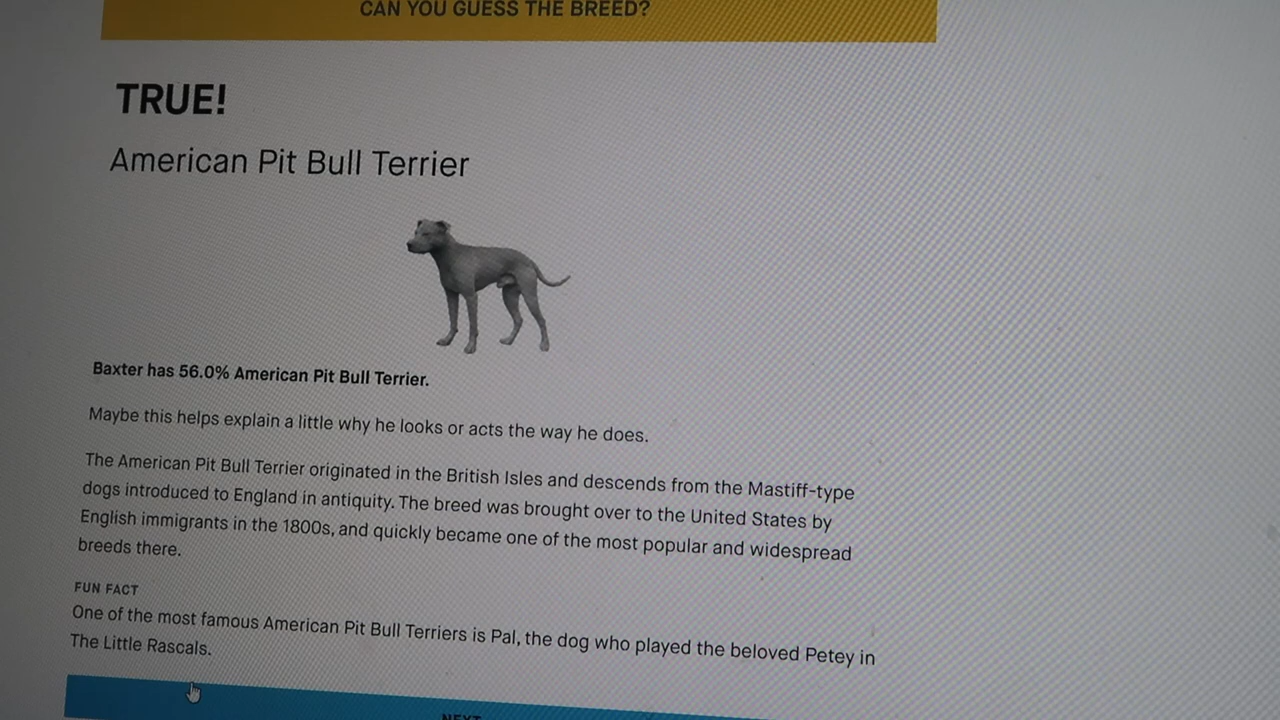 CAN YOU GUESS THE BREED?
TRUE!
American Pit Bull Terrier
Baxter has 56.0% American Pit Bull Terrier.
Maybe this helps explain a little why he looks or acts the way he does.
The American Pit Bull Terrier originated in the British Isles and descends from the Mastiff-type
dogs introduced to England in antiquity. The breed was brought over to the United States by
English immigrants in the 1800s, and quickly became one of the most popular and widespread
breeds there.
FUN FACT
One of the most famous American Pit Bull Terriers is Pal, the dog who played the beloved Petey in
The Little Rascals.
NEXT